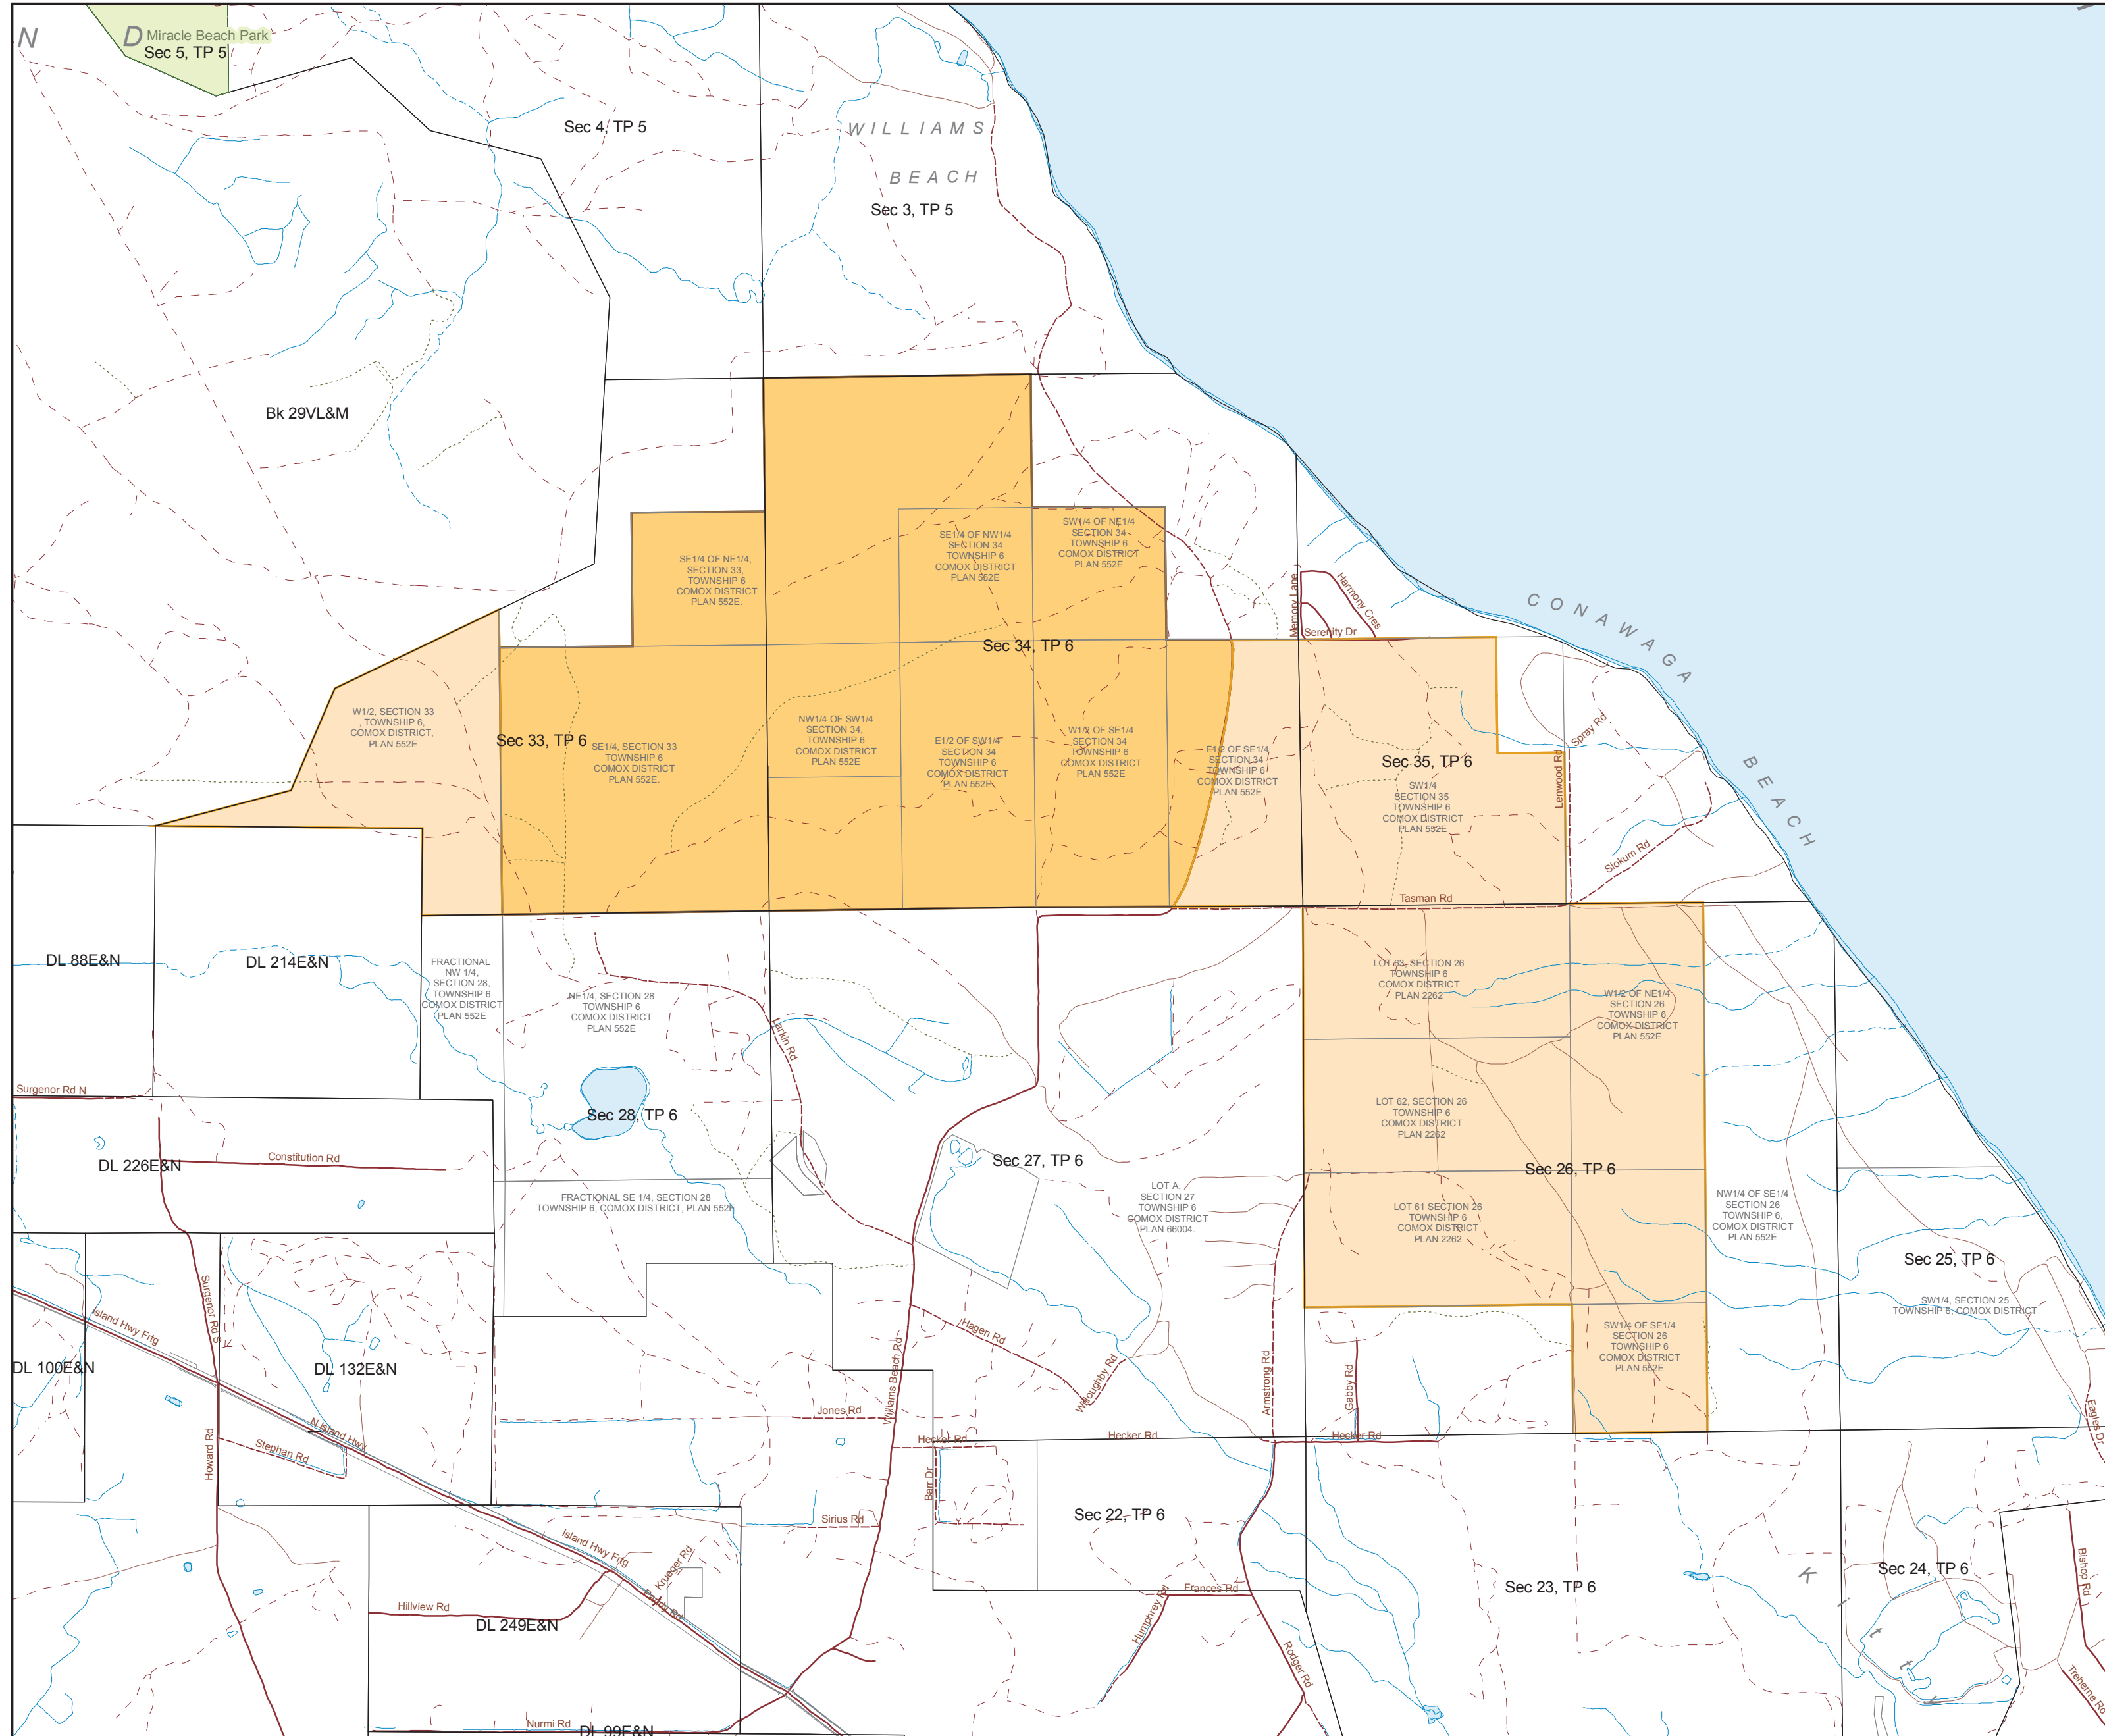 N
D
Miracle Beach Park
Sec 5, TP 5
Sec 4, TP 5
WILLIAMS
BEACH
Sec 3, TP 5
Bk 29VL&M
SE1/4 OF NE1/4,
SECTION 33,
TOWNSHIP 6
COMOX DISTRICT
PLAN 552E.
SE1/4 OF NW1/4
SECTION 34
TOWNSHIP 6
COMOX DISTRICT
PLAN 552E
SW1/4 OF NE1/4
SECTION 34
TOWNSHIP 6
COMOX DISTRICT
PLAN 552E
Memory Lane
Harmony Cres
Serenity Dr
CONAWAGA
BEACH
Sec 34, TP 6
W1/2, SECTION 33
, TOWNSHIP 6,
COMOX DISTRICT,
PLAN 552E
Sec 33, TP 6
SE1/4, SECTION 33
TOWNSHIP 6
COMOX DISTRICT
PLAN 552E.
NW1/4 OF SW1/4
SECTION 34,
TOWNSHIP 6
COMOX DISTRICT
PLAN 552E
E1/2 OF SW1/4
SECTION 34
TOWNSHIP 6
COMOX DISTRICT
PLAN 552E
W1/2 OF SE1/4
SECTION 34
TOWNSHIP 6
COMOX DISTRICT
PLAN 552E
E1/2 OF SE1/4
SECTION 34
TOWNSHIP 6
COMOX DISTRICT
PLAN 552E
Sec 35, TP 6
SW1/4
SECTION 35
TOWNSHIP 6
COMOX DISTRICT
PLAN 552E
Spray Rd
Lenwood Rd
Siokum Rd
Tasman Rd
DL 88E&N
DL 214E&N
FRACTIONAL
NW 1/4,
SECTION 28,
TOWNSHIP 6
COMOX DISTRICT
PLAN 552E
NE1/4, SECTION 28
TOWNSHIP 6
COMOX DISTRICT
PLAN 552E
Larkin Rd
LOT 63, SECTION 26
TOWNSHIP 6
COMOX DISTRICT
PLAN 2262
W1/2 OF NE1/4
SECTION 26
TOWNSHIP 6
COMOX DISTRICT
PLAN 552E
Surgenor Rd N
Sec 28, TP 6
LOT 62, SECTION 26
TOWNSHIP 6
COMOX DISTRICT
PLAN 2262
DL 226E&N
Constitution Rd
Sec 27, TP 6
Sec 26, TP 6
FRACTIONAL SE 1/4, SECTION 28
TOWNSHIP 6, COMOX DISTRICT, PLAN 552E
LOT A,
SECTION 27
TOWNSHIP 6
COMOX DISTRICT
PLAN 66004.
LOT 61 SECTION 26
TOWNSHIP 6
COMOX DISTRICT
PLAN 2262
NW1/4 OF SE1/4
SECTION 26
TOWNSHIP 6,
COMOX DISTRICT
PLAN 552E
Sec 25, TP 6
SW1/4, SECTION 25
TOWNSHIP 6, COMOX DISTRICT
Surgenor Rd S
Island Hwy Frtg
DL 100E&N
DL 132E&N
Hagen Rd
Willoughby Rd
Williams Beach Rd
Armstrong Rd
Gabby Rd
SW1/4 OF SE1/4
SECTION 26
TOWNSHIP 6
COMOX DISTRICT
PLAN 552E
Jones Rd
N Island Hwy
Stephan Rd
Howard Rd
Hecker Rd
Hecker Rd
Hecker Rd
Eagles Dr
Barr Dr
Sirius Rd
Sec 22, TP 6
Island Hwy Frtg
Krueger Rd
Sec 24, TP 6
Sec 23, TP 6
K
i
t
t
y
Bishop Rd
Frances Rd
Humphrey Rd
Hillview Rd
DL 249E&N
Rodger Rd
Treherne Rd
Nurmi Rd
DL 99E&N